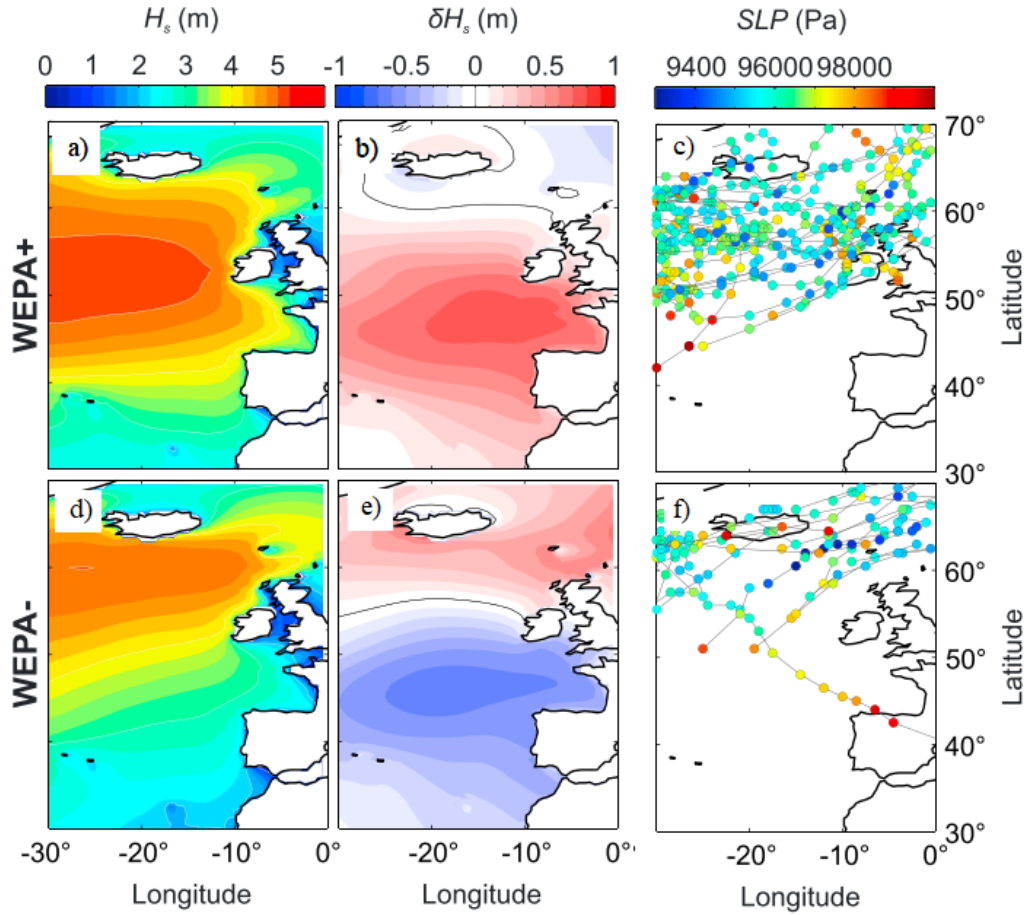 Hs (m) δHs (m) SLP (Pa)
0 1 2 3 4 5 -1 -0.5 0 0.5 1 9400 96000 98000
a) b) c)
70°
60°
50°
40°
30°
WEPA+
d) e) f)
60°
50°
40°
30°
WEPA-
Latitude
Latitude
-30° -20° -10° 0° -20° -10° 0° -20° -10° 0°
Longitude Longitude Longitude